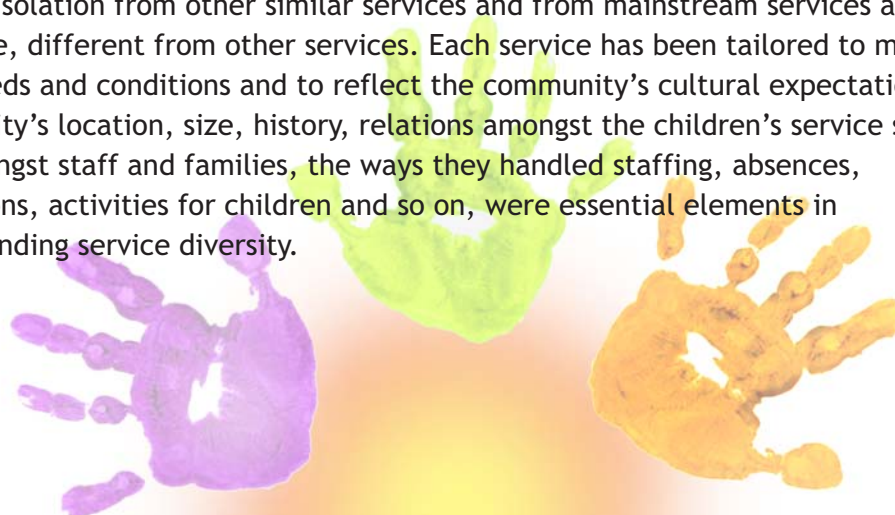 solation from other similar services and from mainstream services a
e, different from other services. Each service has been tailored to m
eds and conditions and to reflect the community’s cultural expectati
ity’s location, size, history, relations amongst the children’s service s
ngst staff and families, the ways they handled staffing, absences,
ons, activities for children and so on, were essential elements in
nding service diversity.